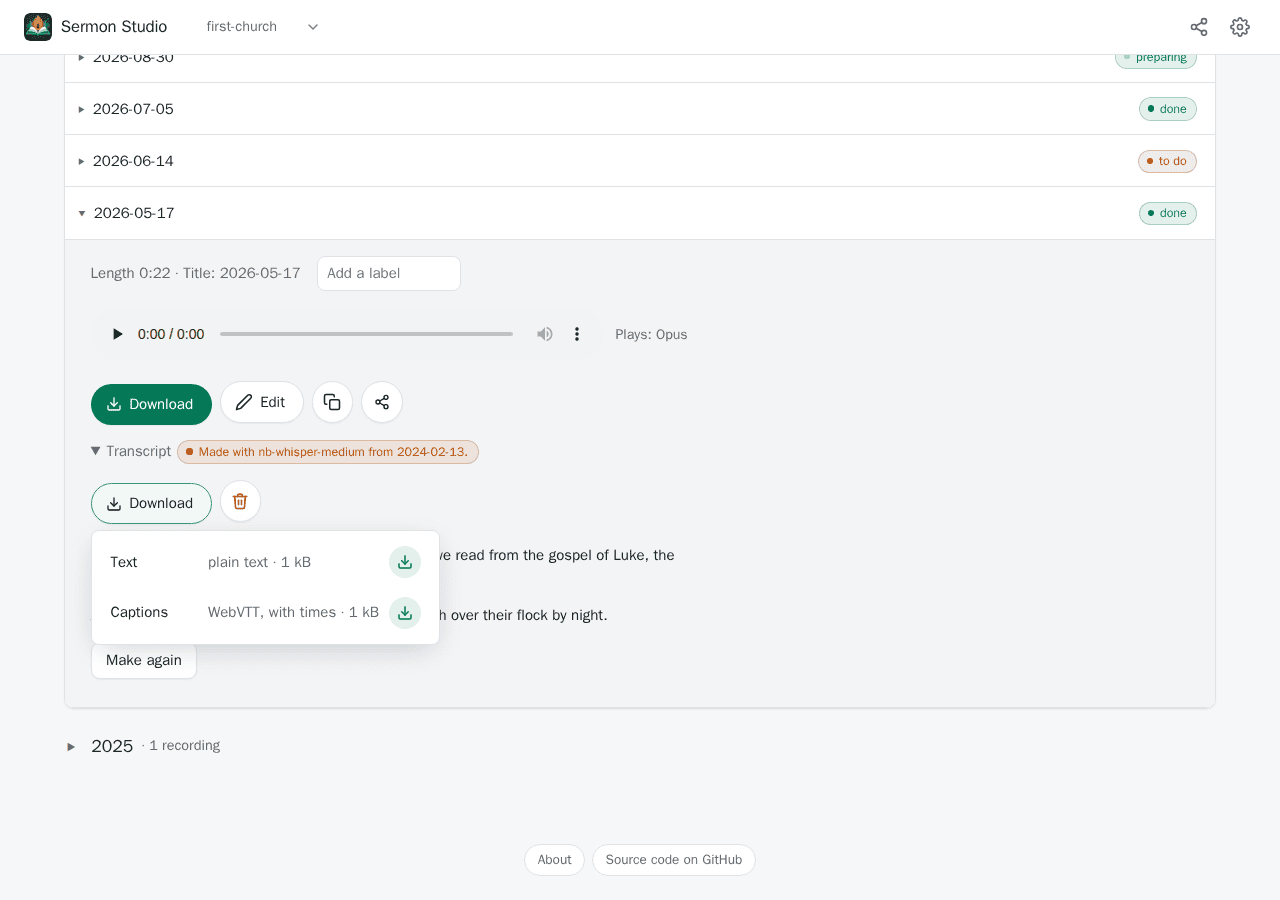 Sermon Studio
first-church
2026-08-30
preparing
2026-07-05
done
2026-06-14
to do
2026-05-17
done
Length 0:22 · Title: 2026-05-17
Add a label
0:00 / 0:00
Plays: Opus
Download
Edit
Transcript
Made with nb-whisper-medium from 2024-02-13.
Download
Text
plain text · 1 kB
read from the gospel of Luke, the
Captions
WebVTT, with times · 1 kB
over their flock by night.
Make again
2025 · 1 recording
About
Source code on GitHub